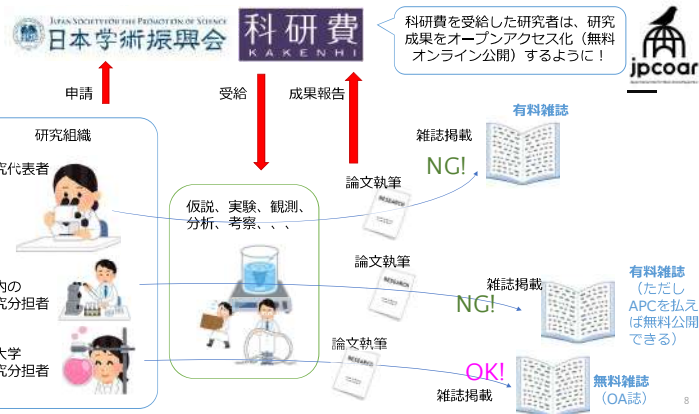 JAPAN SOCIETY FOR THE PROMOTION OF SCIENCE
日本学術振興会
科研費
KAKENHI
科研費を受給した研究者は、研究
成果をオープンアクセス化（無料
オンライン公開）するように！
jpcoar
申請
受給
成果報告
研究組織
究代表者
内の
究分担者
大学
究分担者
仮説、実験、観測、
分析、考察、、、
論文執筆
RESEARCH
雑誌掲載
NG!
有料雑誌
論文執筆
RESEARCH
雑誌掲載
NG!
有料雑誌
（ただし
APCを払え
ば無料公開
できる）
論文執筆
RESEARCH
OK!
雑誌掲載
無料雑誌
（OA誌）
8